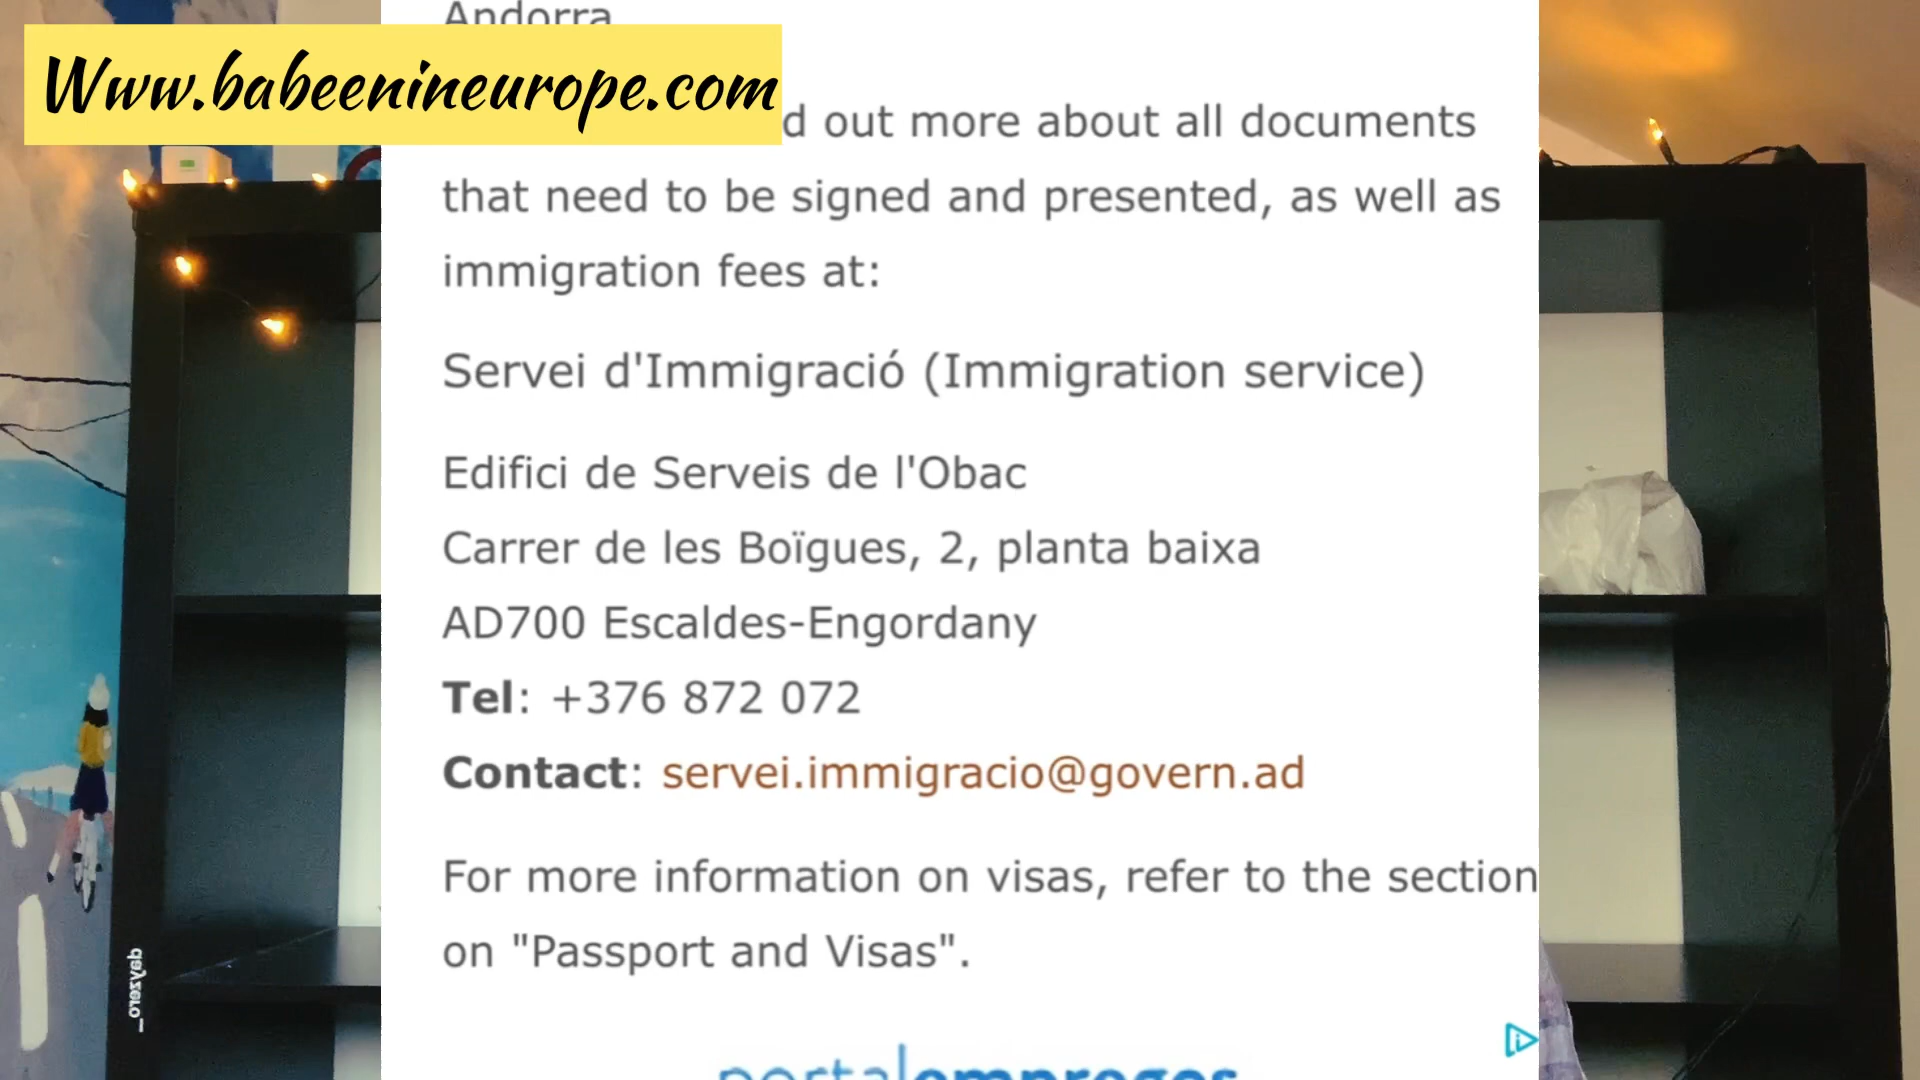 Andorra
Www.babeenineurope.com
d out more about all documents
that need to be signed and presented, as well as
immigration fees at:
Servei d'Immigració (Immigration service)
Edifici de Serveis de l'Obac
Carrer de les Boïgues, 2, planta baixa
AD700 Escaldes-Engordany
Tel: +376 872 072
Contact: servei.immigracio@govern.ad
For more information on visas, refer to the section
on "Passport and Visas".
dayzero_
portalempregos